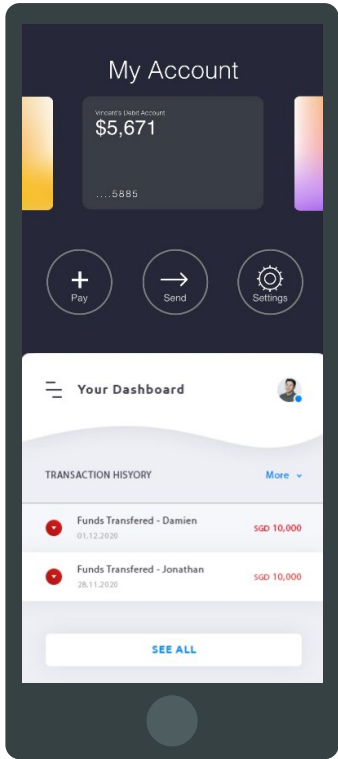 My Account
Vincent's Debit Account
$5,671
....5885
Pay
Send
Settings
Your Dashboard
TRANSACTION HISYORY
More
Funds Transfered - Damien
01.12.2020
SGD 10,000
Funds Transfered - Jonathan
28.11.2020
SGD 10,000
SEE ALL